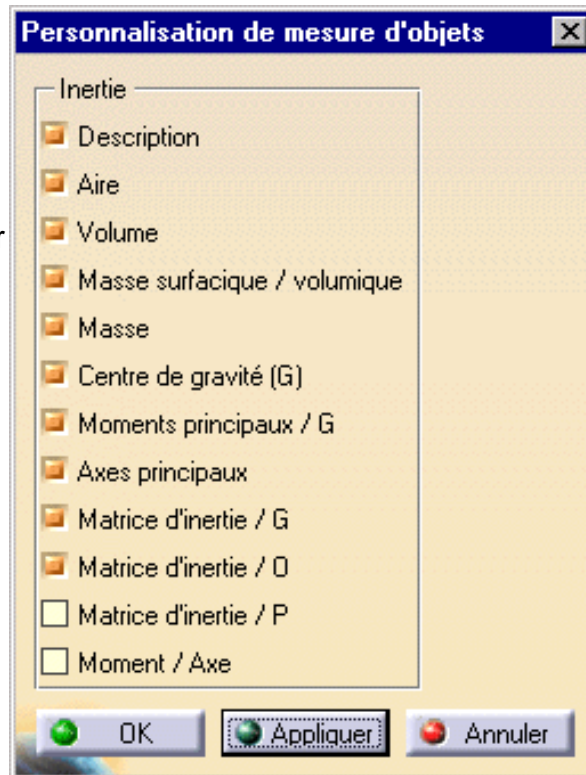 Personnalisation de mesure d'objets
Inertie
Description
Aire
Volume
Masse surfacique / volumique
Masse
Centre de gravité (G)
Moments principaux / G
Axes principaux
Matrice d'inertie / G
Matrice d'inertie / O
Matrice d'inertie / P
Moment / Axe
OK Appliquer Annuler